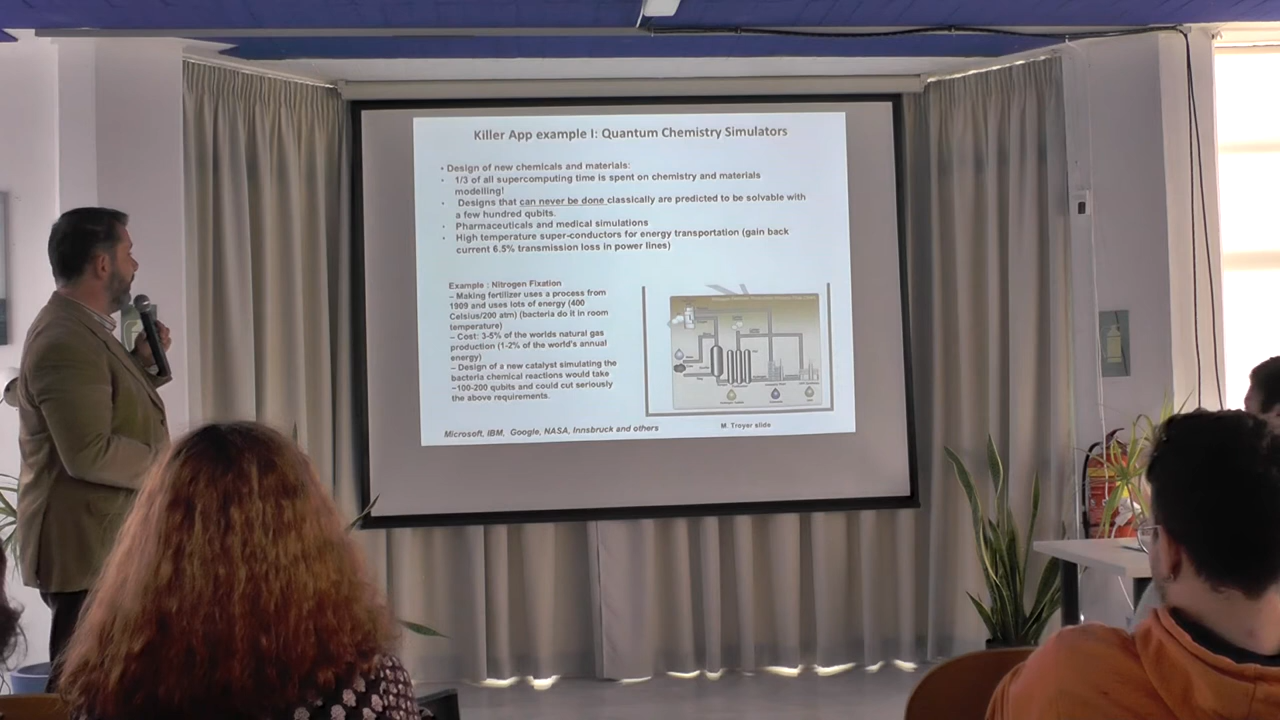 Killer App example I: Quantum Chemistry Simulators
• Design of new chemicals and materials:
• 1/3 of all supercomputing time is spent on chemistry and materials
modelling!
• Designs that can never be done classically are predicted to be solvable with
a few hundred qubits.
• Pharmaceuticals and medical simulations
• High temperature super-conductors for energy transportation (gain back
current 6.5% transmission loss in power lines)
Example : Nitrogen Fixation
– Making fertilizer uses a process from
1909 and uses lots of energy (400
Celsius/200 atm) (bacteria do it in room
temperature)
– Cost: 3-5% of the worlds natural gas
production (1-2% of the world's annual
energy)
– Design of a new catalyst simulating the
bacteria chemical reactions would take
~100-200 qubits and could cut seriously
the above requirements.
Microsoft, IBM, Google, NASA, Innsbruck and others
M. Troyer slide